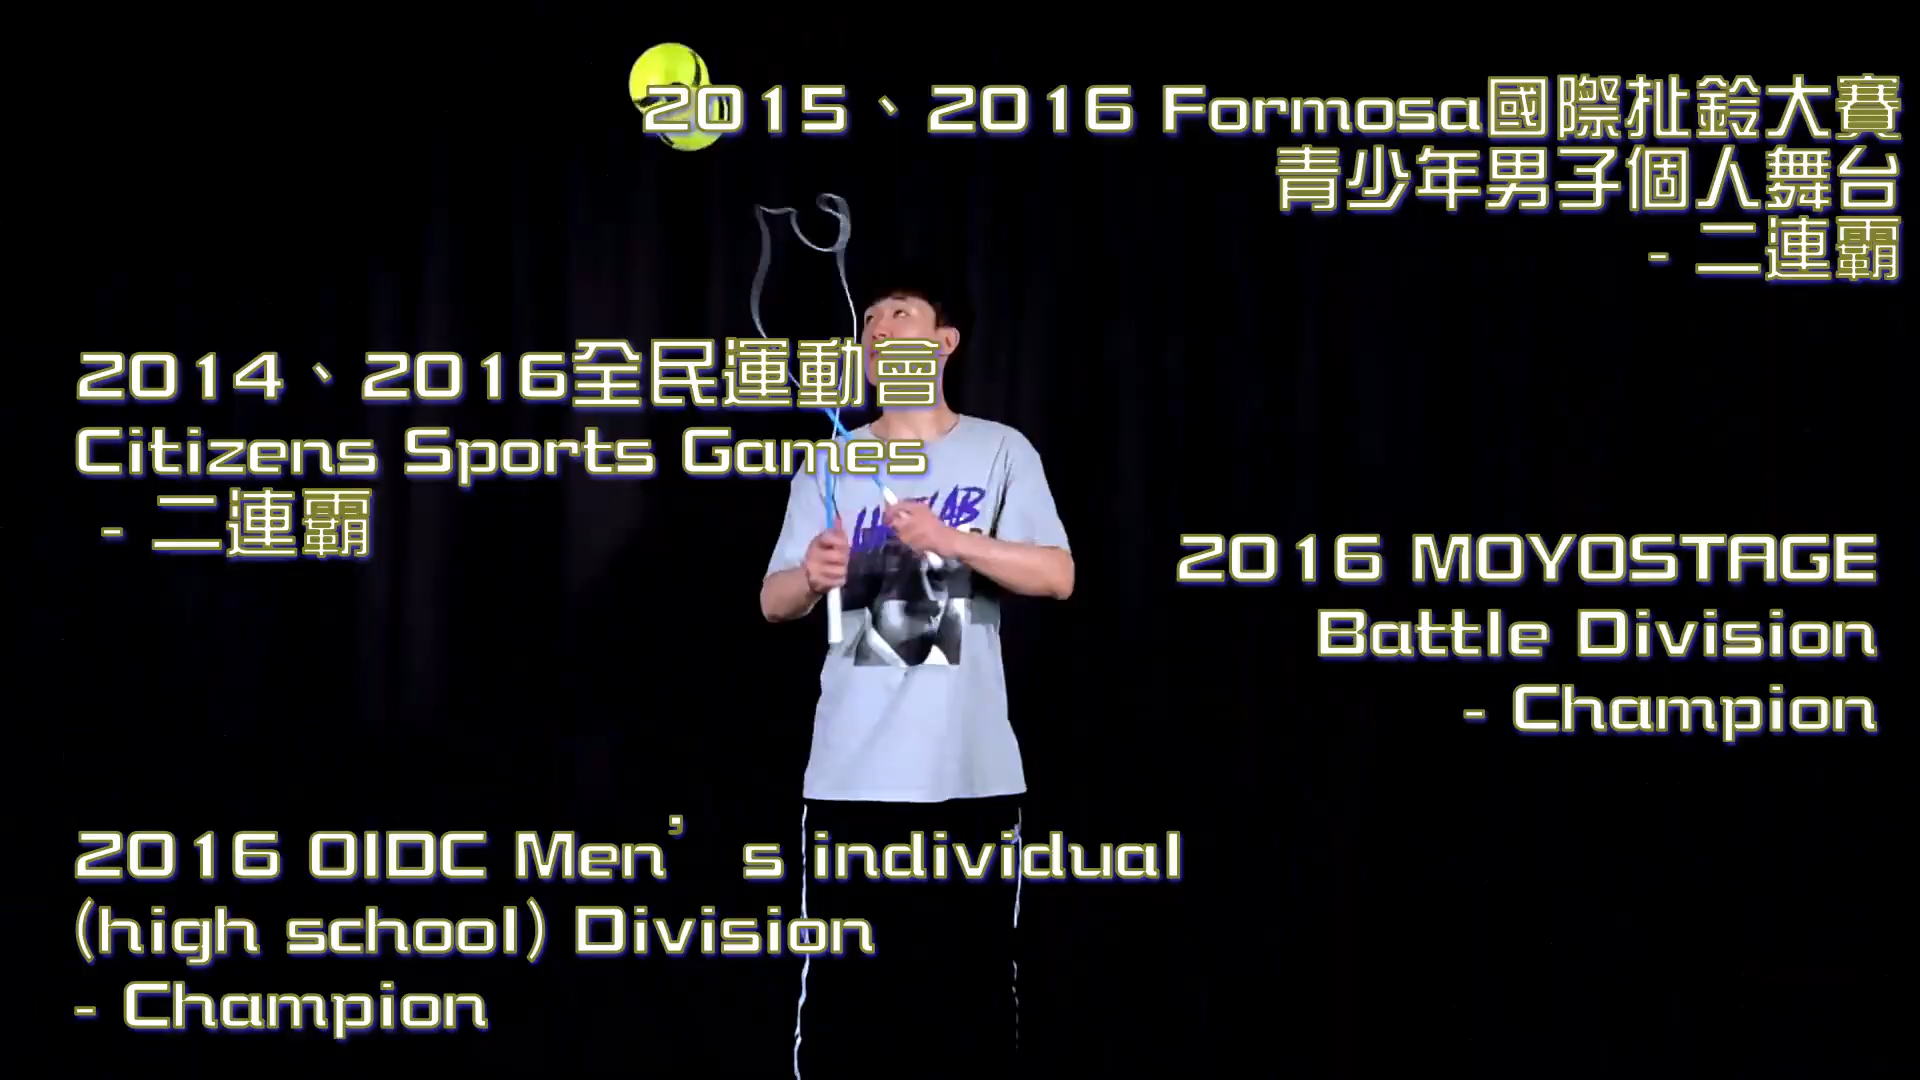 2015、2016 Formosa國際扯鈴大賽
青少年男子個人舞台
- 二連霸
2014、2016全民運動會
Citizens Sports Games
- 二連霸
2016 MOYOSTAGE
Battle Division
- Champion
2016 OIDC Men’s individual
(high school) Division
- Champion